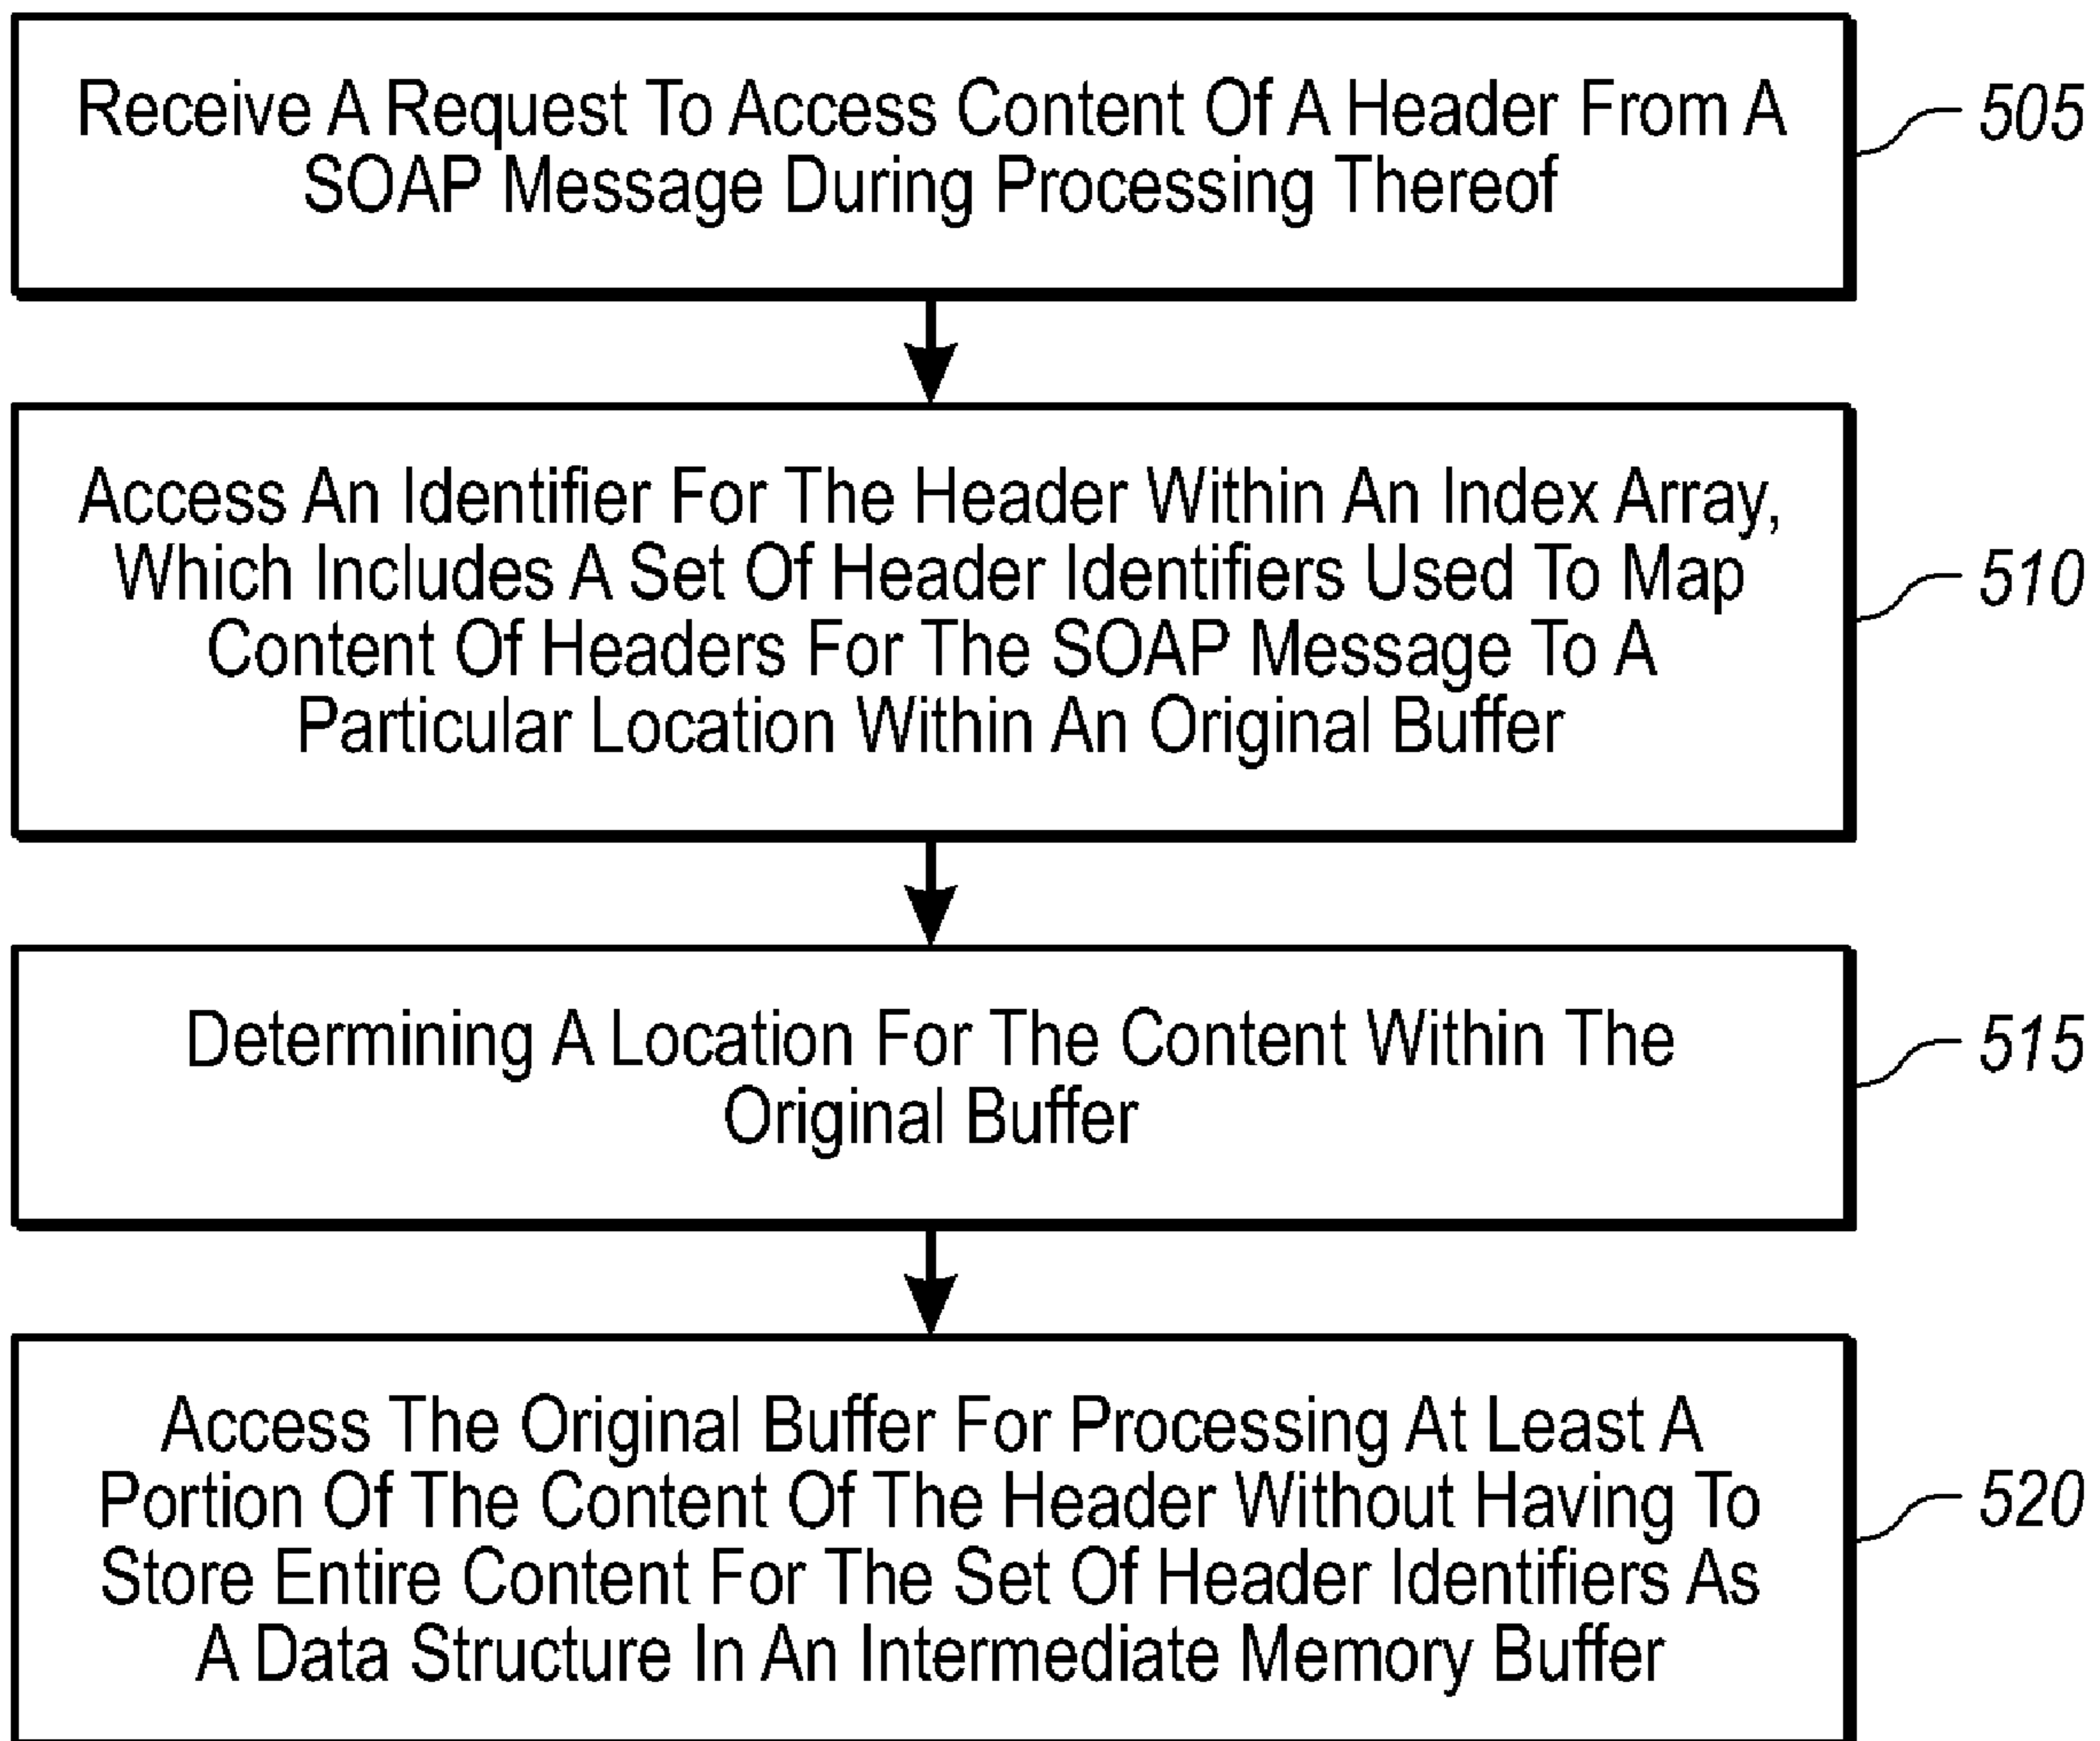 Receive A Request To Access Content Of A Header From A
SOAP Message During Processing Thereof
505
Access An Identifier For The Header Within An Index Array,
Which Includes A Set Of Header Identifiers Used To Map
Content Of Headers For The SOAP Message To A
Particular Location Within An Original Buffer
510
Determining A Location For The Content Within The
Original Buffer
515
Access The Original Buffer For Processing At Least A
Portion Of The Content Of The Header Without Having To
Store Entire Content For The Set Of Header Identifiers As
A Data Structure In An Intermediate Memory Buffer
520